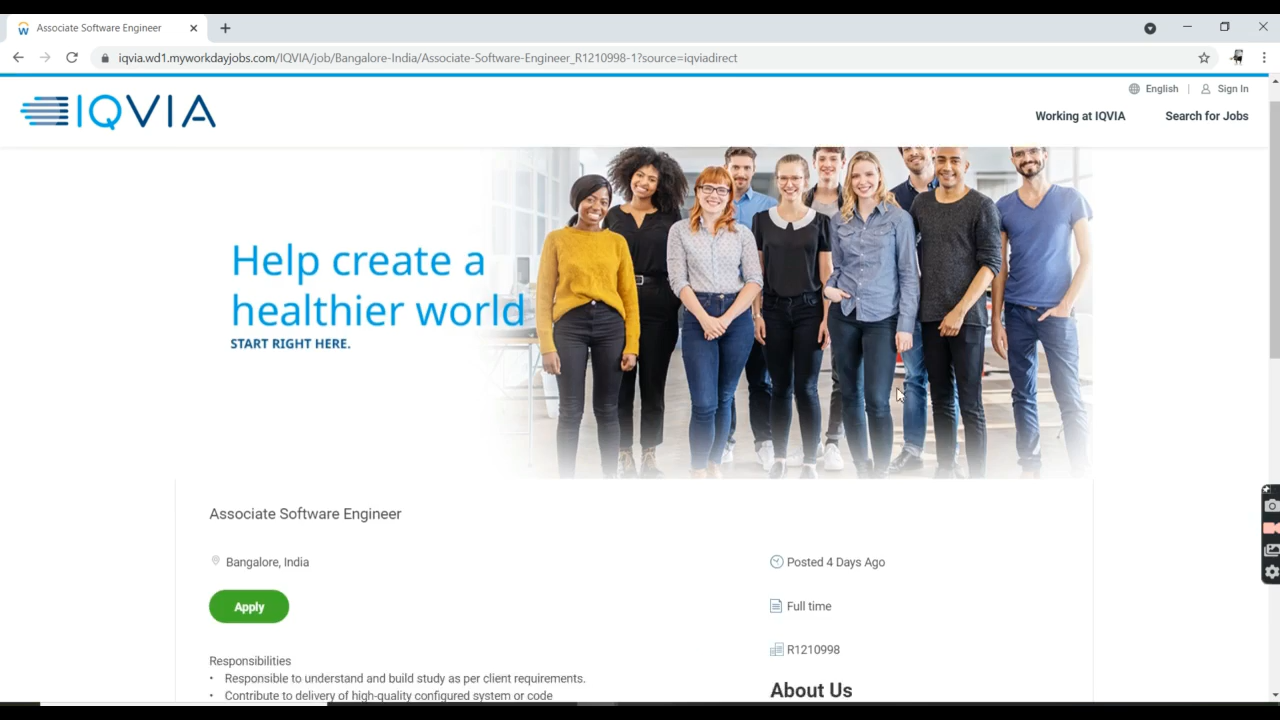 Associate Software Engineer
iqvia.wd1.myworkdayjobs.com/IQVIA/job/Bangalore-India/Associate-Software-Engineer_R1210998-1?source=iqviadirect
English | Sign In
IQVIA
Working at IQVIA Search for Jobs
Help create a
healthier world
START RIGHT HERE.
Associate Software Engineer
Bangalore, India
Posted 4 Days Ago
Apply
Full time
R1210998
Responsibilities
• Responsible to understand and build study as per client requirements.
• Contribute to delivery of high-quality configured system or code
About Us